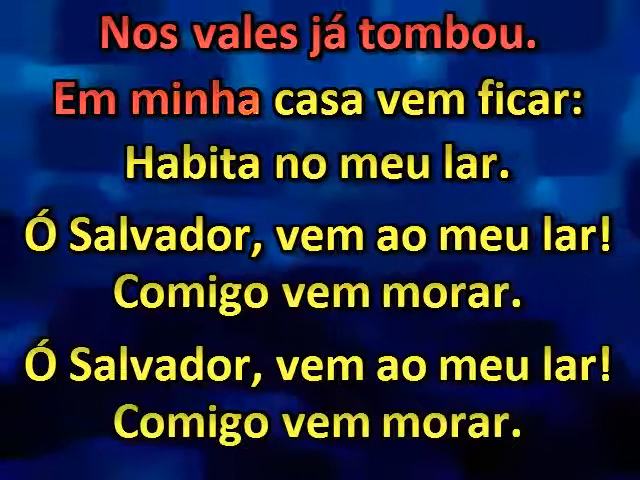 Nos vales já tombou.
Em minha casa vem ficar:
Habita no meu lar.
Ó Salvador, vem ao meu lar!
Comigo vem morar.
Ó Salvador, vem ao meu lar!
Comigo vem morar.